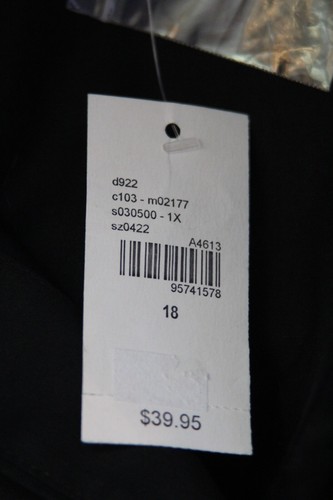 d922
c103 - m02177
s030500 - 1X
sz0422
A4613
95741578
18
$39.95